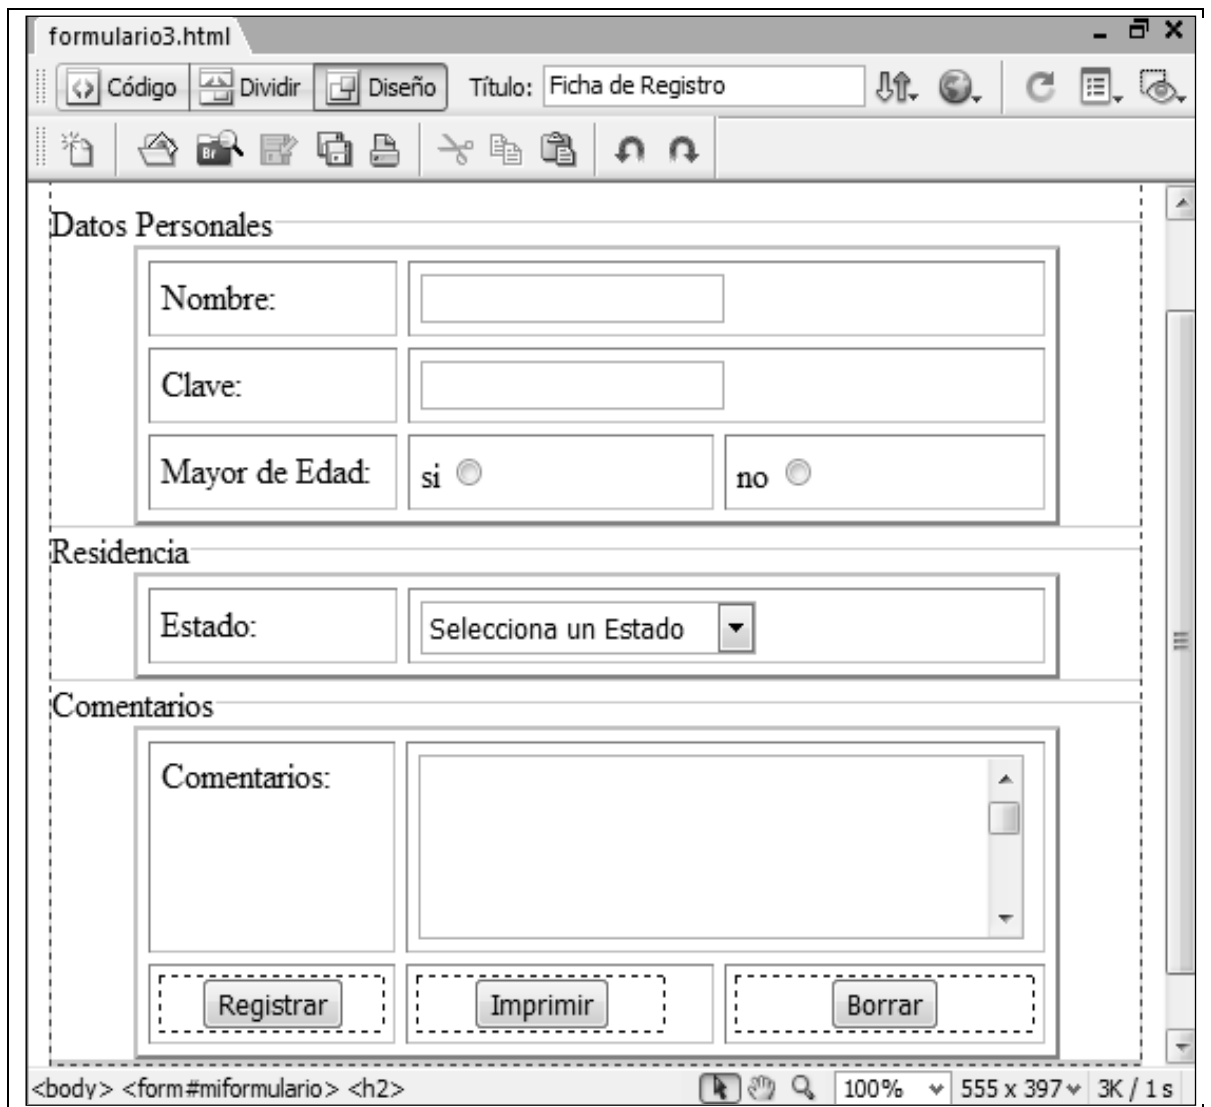 formulario3.html
Código Dividir Diseño Título: Ficha de Registro
Br
Datos Personales
Nombre:
Clave:
Mayor de Edad: si no
Residencia
Estado: Selecciona un Estado
Comentarios
Comentarios:
Registrar Imprimir Borrar
<body> <form#miformulario> <h2> 100% 555 x 397 3K / 1 s